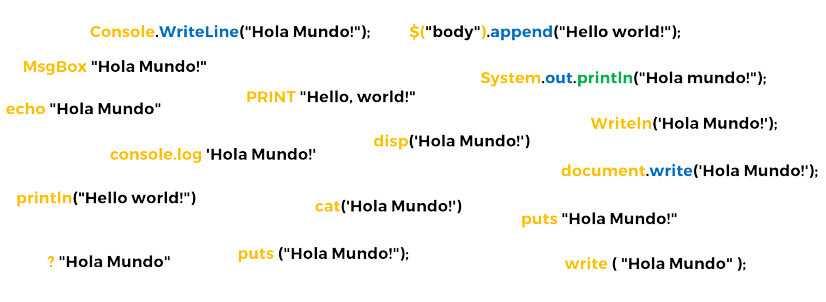 Console.WriteLine("Hola Mundo!");
$("body").append("Hello world!");
MsgBox "Hola Mundo!"
System.out.println("Hola mundo!");
PRINT "Hello, world!"
echo "Hola Mundo"
Writeln('Hola Mundo!');
disp('Hola Mundo!')
console.log 'Hola Mundo!'
document.write('Hola Mundo!');
println("Hello world!")
cat('Hola Mundo!')
puts "Hola Mundo!"
puts ("Hola Mundo!");
? "Hola Mundo"
write ( "Hola Mundo" );